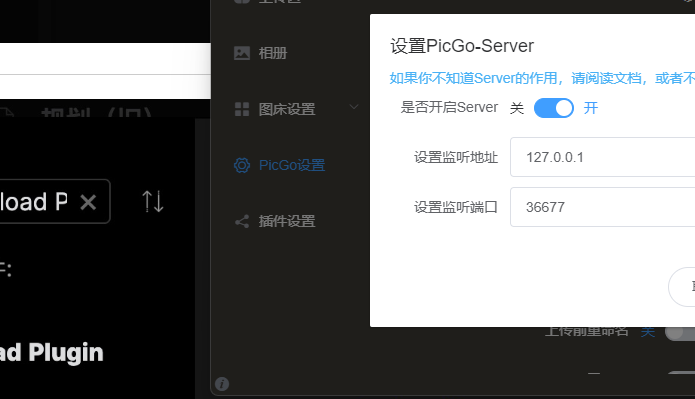 相册
图床设置
PicGo设置
插件设置
设置PicGo-Server
如果你不知道Server的作用，请阅读文档，或者不
是否开启Server 关 开
设置监听地址 127.0.0.1
设置监听端口 36677
上传前重命名 关
规划（旧）
load P
ad Plugin